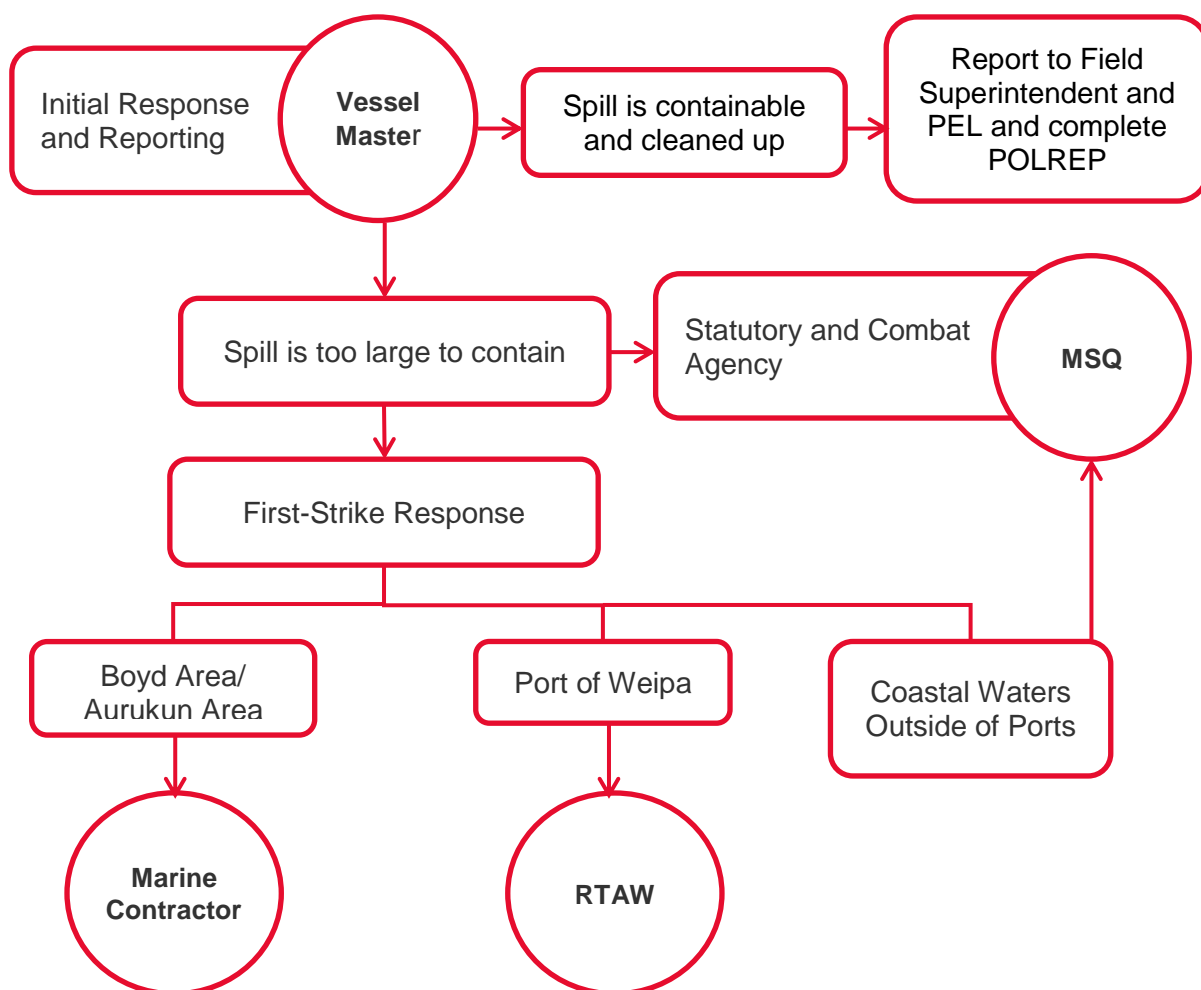 Initial Response
and Reporting
Vessel
Master
Spill is containable
and cleaned up
Report to Field
Superintendent and
PEL and complete
POLREP
Spill is too large to contain
Statutory and Combat
Agency
MSQ
First-Strike Response
Boyd Area/
Aurukun Area
Port of Weipa
Coastal Waters
Outside of Ports
Marine
Contractor
RTAW